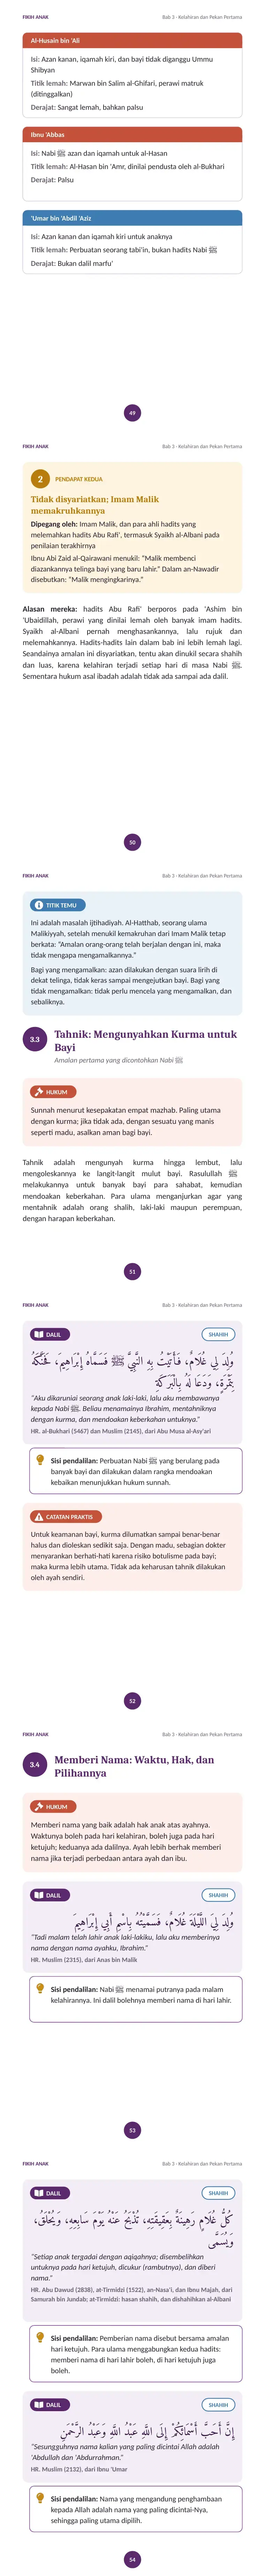 FIKIH ANAK
Bab 3 · Kelahiran dan Pekan Pertama
Al-Husain bin 'Ali
Isi: Azan kanan, iqamah kiri, dan bayi tidak diganggu Ummu
Shibyan
Titik lemah: Marwan bin Salim al-Ghifari, perawi matruk
(ditinggalkan)
Derajat: Sangat lemah, bahkan palsu
Ibnu 'Abbas
Isi: Nabi ﷺ azan dan iqamah untuk al-Hasan
Titik lemah: Al-Hasan bin 'Amr, dinilai pendusta oleh al-Bukhari
Derajat: Palsu
'Umar bin 'Abdil 'Aziz
Isi: Azan kanan dan iqamah kiri untuk anaknya
Titik lemah: Perbuatan seorang tabi'in, bukan hadits Nabi ﷺ
Derajat: Bukan dalil marfu'
49
FIKIH ANAK
Bab 3 · Kelahiran dan Pekan Pertama
2 PENDAPAT KEDUA
Tidak disyariatkan; Imam Malik
memakruhkannya
Dipegang oleh: Imam Malik, dan para ahli hadits yang
melemahkan hadits Abu Rafi', termasuk Syaikh al-Albani pada
penilaian terakhirnya
Ibnu Abi Zaid al-Qairawani menukil: "Malik membenci
diazankannya telinga bayi yang baru lahir." Dalam an-Nawadir
disebutkan: "Malik mengingkarinya."
Alasan mereka: hadits Abu Rafi' berporos pada 'Ashim bin
'Ubaidillah, perawi yang dinilai lemah oleh banyak imam hadits.
Syaikh al-Albani pernah menghasankannya, lalu rujuk dan
melemahkannya. Hadits-hadits lain dalam bab ini lebih lemah lagi.
Seandainya amalan ini disyariatkan, tentu akan dinukil secara shahih
dan luas, karena kelahiran terjadi setiap hari di masa Nabi ﷺ.
Sementara hukum asal ibadah adalah tidak ada sampai ada dalil.
50
FIKIH ANAK
Bab 3 · Kelahiran dan Pekan Pertama
TITIK TEMU
Ini adalah masalah ijtihadiyah. Al-Hatthab, seorang ulama
Malikiyyah, setelah menukil kemakruhan dari Imam Malik tetap
berkata: "Amalan orang-orang telah berjalan dengan ini, maka
tidak mengapa mengamalkannya."
Bagi yang mengamalkan: azan dilakukan dengan suara lirih di
dekat telinga, tidak keras sampai mengejutkan bayi. Bagi yang
tidak mengamalkan: tidak perlu mencela yang mengamalkan, dan
sebaliknya.
3.3 Tahnik: Mengunyahkan Kurma untuk
Bayi
Amalan pertama yang dicontohkan Nabi ﷺ
HUKUM
Sunnah menurut kesepakatan empat mazhab. Paling utama
dengan kurma; jika tidak ada, dengan sesuatu yang manis
seperti madu, asalkan aman bagi bayi.
Tahnik adalah mengunyah kurma hingga lembut, lalu
mengoleskannya ke langit-langit mulut bayi. Rasulullah ﷺ
melakukannya untuk banyak bayi para sahabat, kemudian
mendoakan keberkahan. Para ulama menganjurkan agar yang
mentahnik adalah orang shalih, laki-laki maupun perempuan,
dengan harapan keberkahan.
51
FIKIH ANAK
Bab 3 · Kelahiran dan Pekan Pertama
DALIL
SHAHIH
وُلِدَ لِي غُلَامٌ، فَأَتَيْتُ بِهِ النَّبِيَّ ﷺ فَسَمَّاهُ إِبْرَاهِيمَ، فَحَنَّكَهُ
بِتَمْرَةٍ، وَدَعَا لَهُ بِالْبَرَكَةِ
"Aku dikaruniai seorang anak laki-laki, lalu aku membawanya
kepada Nabi ﷺ. Beliau menamainya Ibrahim, mentahniknya
dengan kurma, dan mendoakan keberkahan untuknya."
HR. al-Bukhari (5467) dan Muslim (2145), dari Abu Musa al-Asy'ari
Sisi pendalilan: Perbuatan Nabi ﷺ yang berulang pada
banyak bayi dan dilakukan dalam rangka mendoakan
kebaikan menunjukkan hukum sunnah.
CATATAN PRAKTIS
Untuk keamanan bayi, kurma dilumatkan sampai benar-benar
halus dan dioleskan sedikit saja. Dengan madu, sebagian dokter
menyarankan berhati-hati karena risiko botulisme pada bayi;
maka kurma lebih utama. Tidak ada keharusan tahnik dilakukan
oleh ayah sendiri.
52
FIKIH ANAK
Bab 3 · Kelahiran dan Pekan Pertama
3.4 Memberi Nama: Waktu, Hak, dan
Pilihannya
HUKUM
Memberi nama yang baik adalah hak anak atas ayahnya.
Waktunya boleh pada hari kelahiran, boleh juga pada hari
ketujuh; keduanya ada dalilnya. Ayah lebih berhak memberi
nama jika terjadi perbedaan antara ayah dan ibu.
DALIL
SHAHIH
وُلِدَ لِيَ اللَّيْلَةَ غُلَامٌ، فَسَمَّيْتُهُ بِاسْمِ أَبِي إِبْرَاهِيمَ
"Tadi malam telah lahir anak laki-lakiku, lalu aku memberinya
nama dengan nama ayahku, Ibrahim."
HR. Muslim (2315), dari Anas bin Malik
Sisi pendalilan: Nabi ﷺ menamai putranya pada malam
kelahirannya. Ini dalil bolehnya memberi nama di hari lahir.
53
FIKIH ANAK
Bab 3 · Kelahiran dan Pekan Pertama
DALIL
SHAHIH
كُلُّ غُلَامٍ رَهِينَةٌ بِعَقِيقَتِهِ، تُذْبَحُ عَنْهُ يَوْمَ سَابِعِهِ، وَيُحْلَقُ،
وَيُسَمَّى
"Setiap anak tergadai dengan aqiqahnya; disembelihkan
untuknya pada hari ketujuh, dicukur (rambutnya), dan diberi
nama."
HR. Abu Dawud (2838), at-Tirmidzi (1522), an-Nasa'i, dan Ibnu Majah, dari
Samurah bin Jundab; at-Tirmidzi: hasan shahih, dan dishahihkan al-Albani
Sisi pendalilan: Pemberian nama disebut bersama amalan
hari ketujuh. Para ulama menggabungkan kedua hadits:
memberi nama di hari lahir boleh, di hari ketujuh juga
boleh.
DALIL
SHAHIH
إِنَّ أَحَبَّ أَسْمَائِكُمْ إِلَى اللَّهِ عَبْدُ اللَّهِ وَعَبْدُ الرَّحْمَنِ
"Sesungguhnya nama kalian yang paling dicintai Allah adalah
'Abdullah dan 'Abdurrahman."
HR. Muslim (2132), dari Ibnu 'Umar
Sisi pendalilan: Nama yang mengandung penghambaan
kepada Allah adalah nama yang paling dicintai-Nya,
sehingga paling utama dipilih.
54